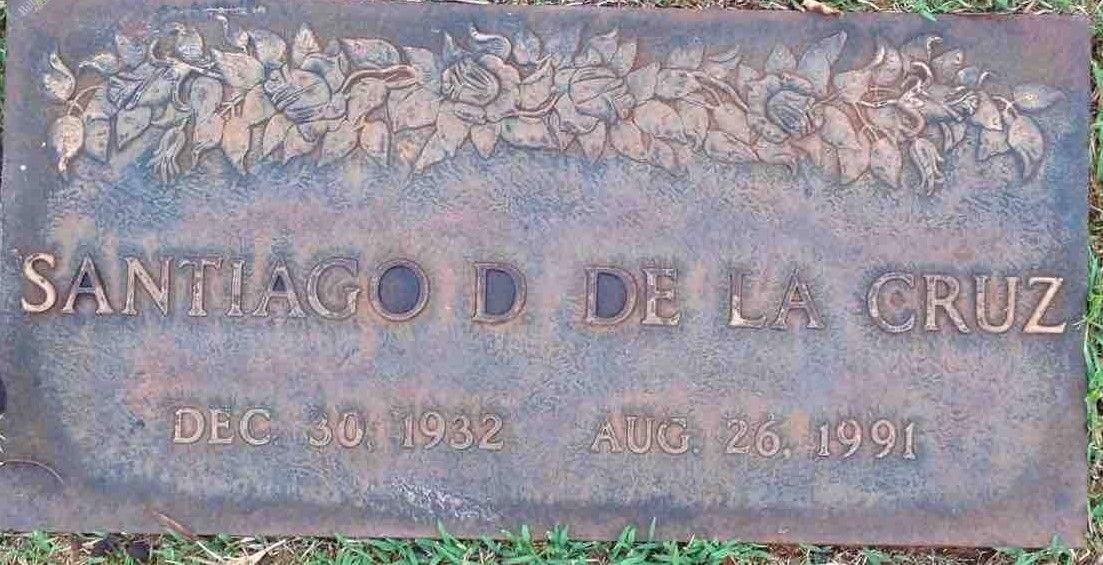 SANTIAGO D DE LA CRUZ
DEC. 30, 1932 AUG. 26, 1991